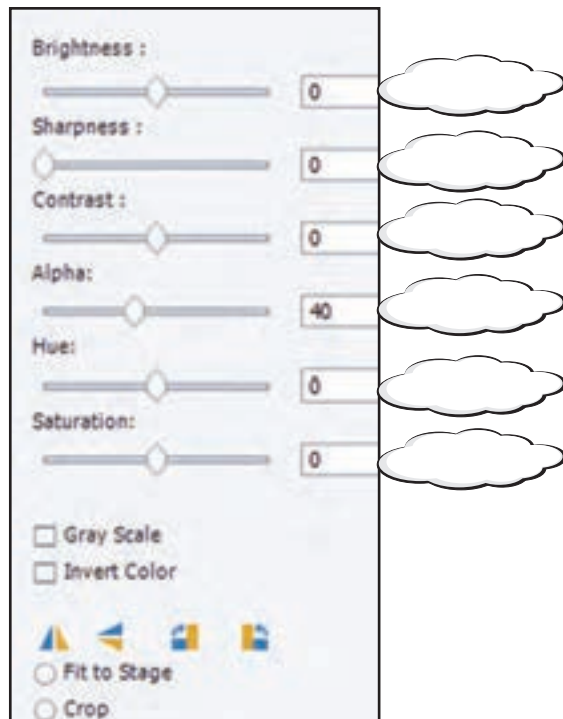 Brightness :
0
Sharpness :
0
Contrast :
0
Alpha:
40
Hue:
0
Saturation:
0
Gray Scale
Invert Color
Fit to Stage
Crop